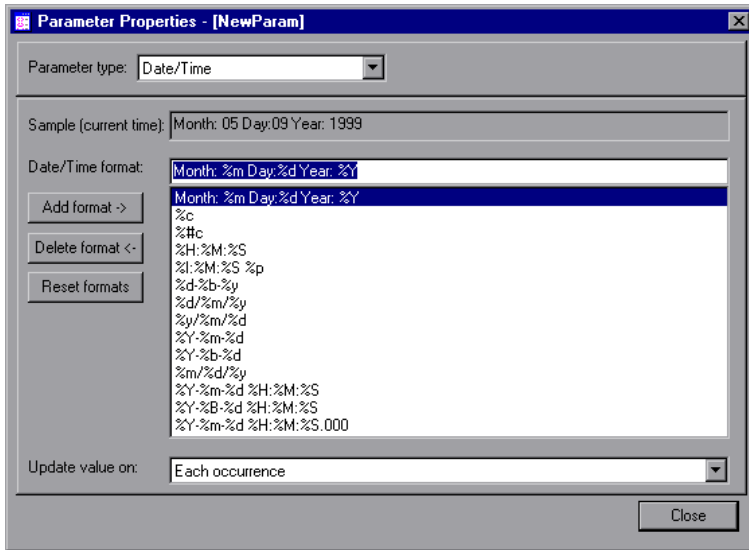 Parameter Properties - [NewParam]
Parameter type: Date/Time
Sample (current time): Month: 05 Day:09 Year: 1999
Date/Time format: Month: %m Day:%d Year: %Y
Month: %m Day:%d Year: %Y
Add format ->
%c
%#c
Delete format <-
%H:%M:%S
%I:%M:%S %p
Reset formats
%d-%b-%y
%d/%m/%y
%y/%m/%d
%Y-%m-%d
%Y-%b-%d
%m/%d/%y
%Y-%m-%d %H:%M:%S
%Y-%B-%d %H:%M:%S
%Y-%m-%d %H:%M:%S.000
Update value on: Each occurrence
Close